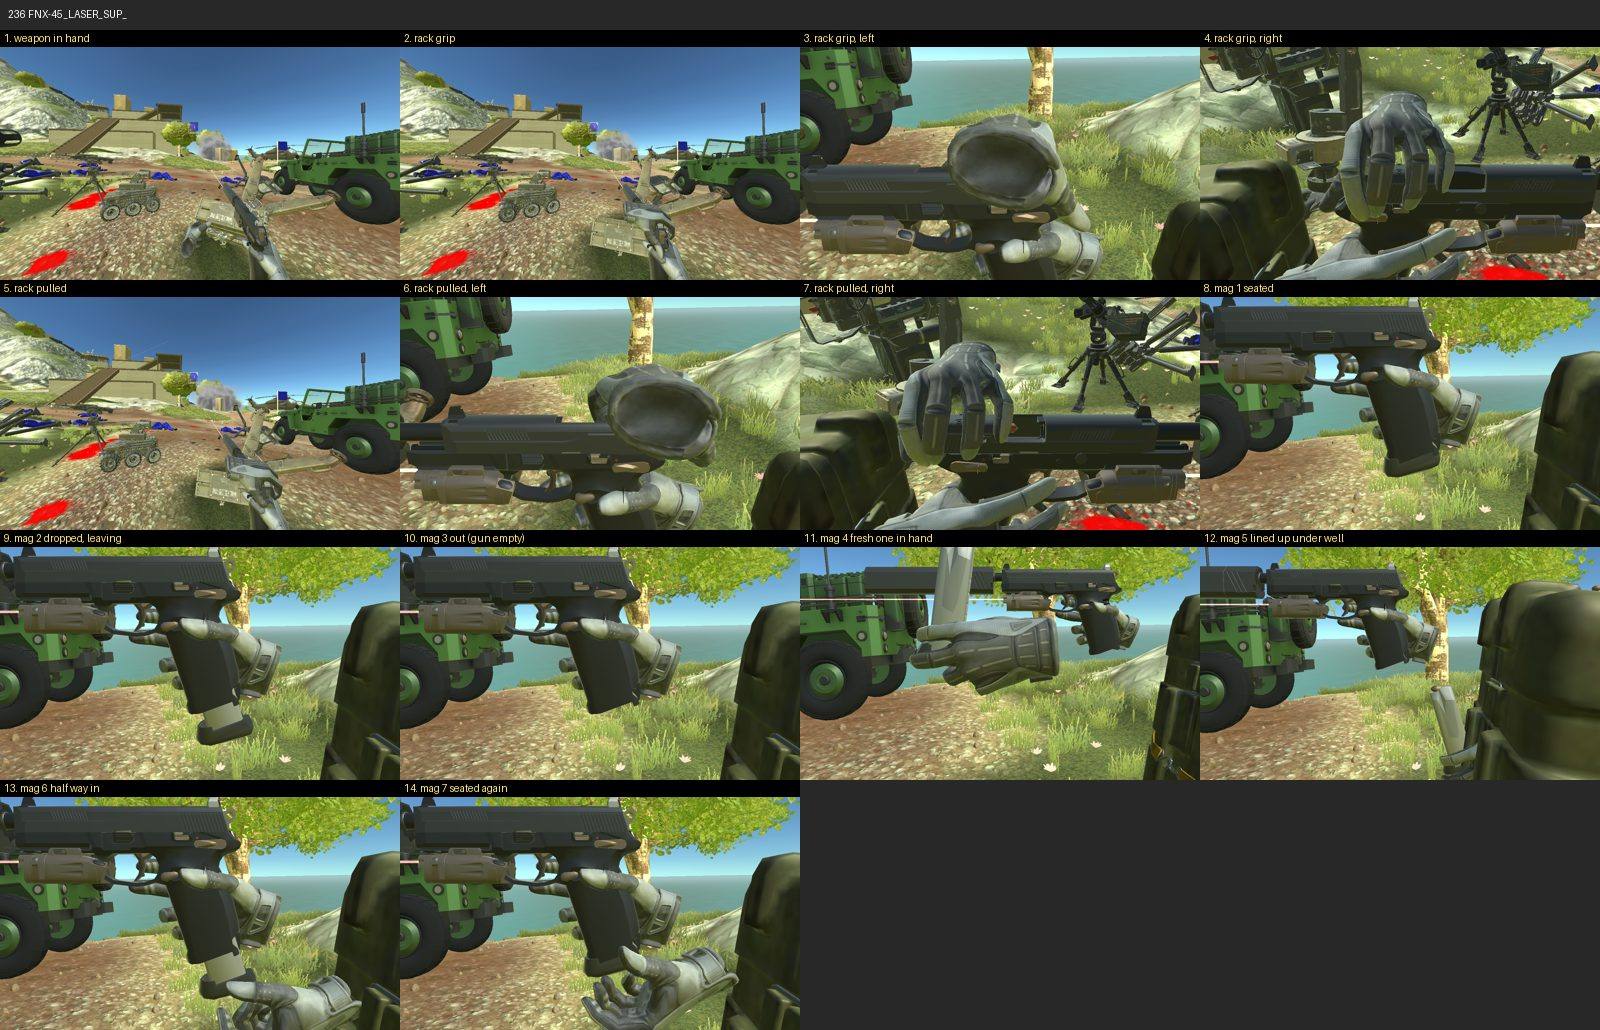 236 FNX-45_LASER_SUP_
1. weapon in hand
2. rack grip
3. rack grip, left
4. rack grip, right
5. rack pulled
6. rack pulled, left
7. rack pulled, right
8. mag 1 seated
9. mag 2 dropped, leaving
10. mag 3 out (gun empty)
11. mag 4 fresh one in hand
12. mag 5 lined up under well
13. mag 6 half way in
14. mag 7 seated again